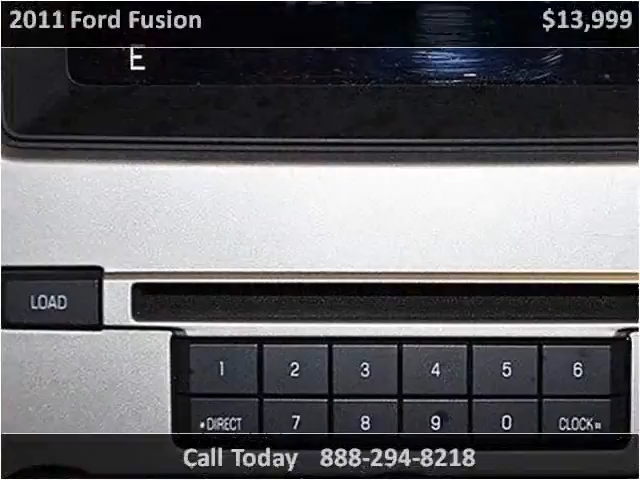 2011 Ford Fusion $13,999
E
LOAD
1 2 3 4 5 6
*DIRECT 7 8 9 0 CLOCK
Call Today 888-294-8218